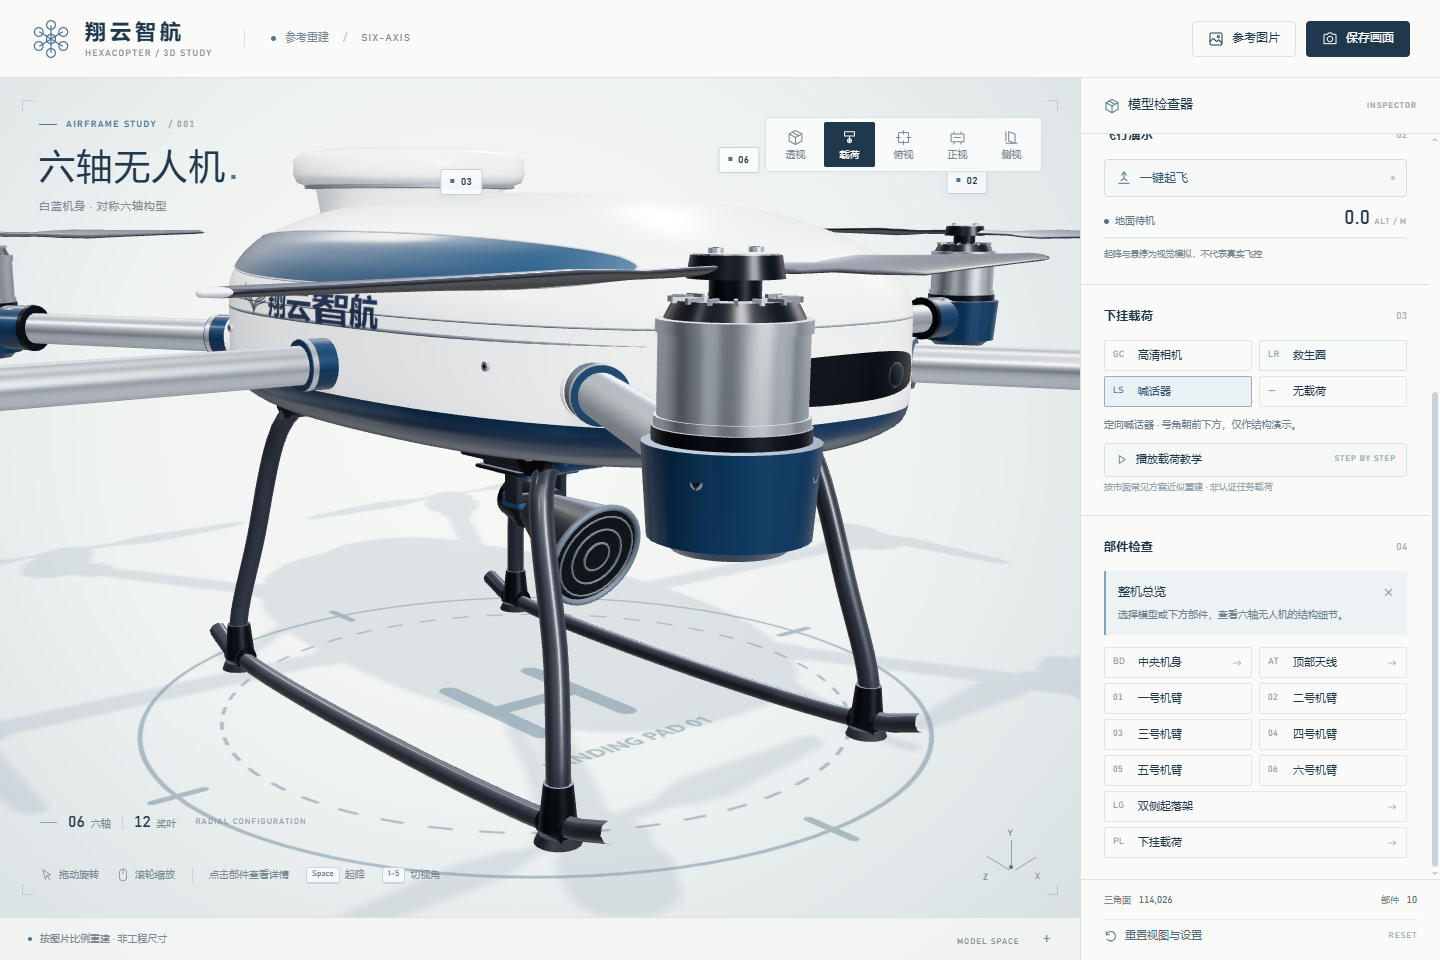 翔云智航
HEXACOPTER / 3D STUDY
参考重建 / SIX-AXIS
参考图片
保存画面
AIRFRAME STUDY / 001
六轴无人机.
白蓝机身 · 对称六轴构型
03
06
02
透视
载荷
俯视
正视
侧视
翔云智航
LANDING PAD 01
06 六轴
12 桨叶
RADIAL CONFIGURATION
拖动旋转
滚轮缩放
点击部件查看详情
Space 起降
1–5 切视角
Y
Z
X
按图片比例重建 · 非工程尺寸
MODEL SPACE +
模型检查器
INSPECTOR
飞行演示
02
一键起飞
地面待机
0.0 ALT / M
起降与悬停为视觉模拟，不代表真实飞控
下挂载荷
03
GC 高清相机
LR 救生圈
LS 喊话器
— 无载荷
定向喊话器 · 号角朝前下方，仅作结构演示。
播放载荷教学
STEP BY STEP
按市面常见方案近似重建 · 非认证任务载荷
部件检查
04
整机总览
选择模型或下方部件，查看六轴无人机的结构细节。
BD 中央机身 →
AT 顶部天线 →
01 一号机臂
02 二号机臂
03 三号机臂
04 四号机臂
05 五号机臂
06 六号机臂
LG 双侧起落架 →
PL 下挂载荷 →
三角面 114,026
部件 10
重置视图与设置
RESET